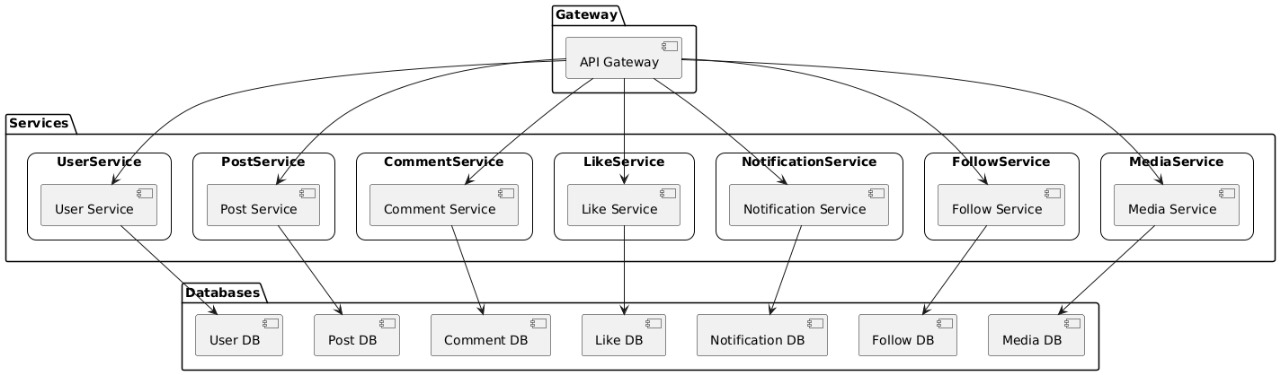 Gateway
API Gateway
Services
UserService
PostService
CommentService
LikeService
NotificationService
FollowService
MediaService
User Service
Post Service
Comment Service
Like Service
Notification Service
Follow Service
Media Service
Databases
User DB
Post DB
Comment DB
Like DB
Notification DB
Follow DB
Media DB